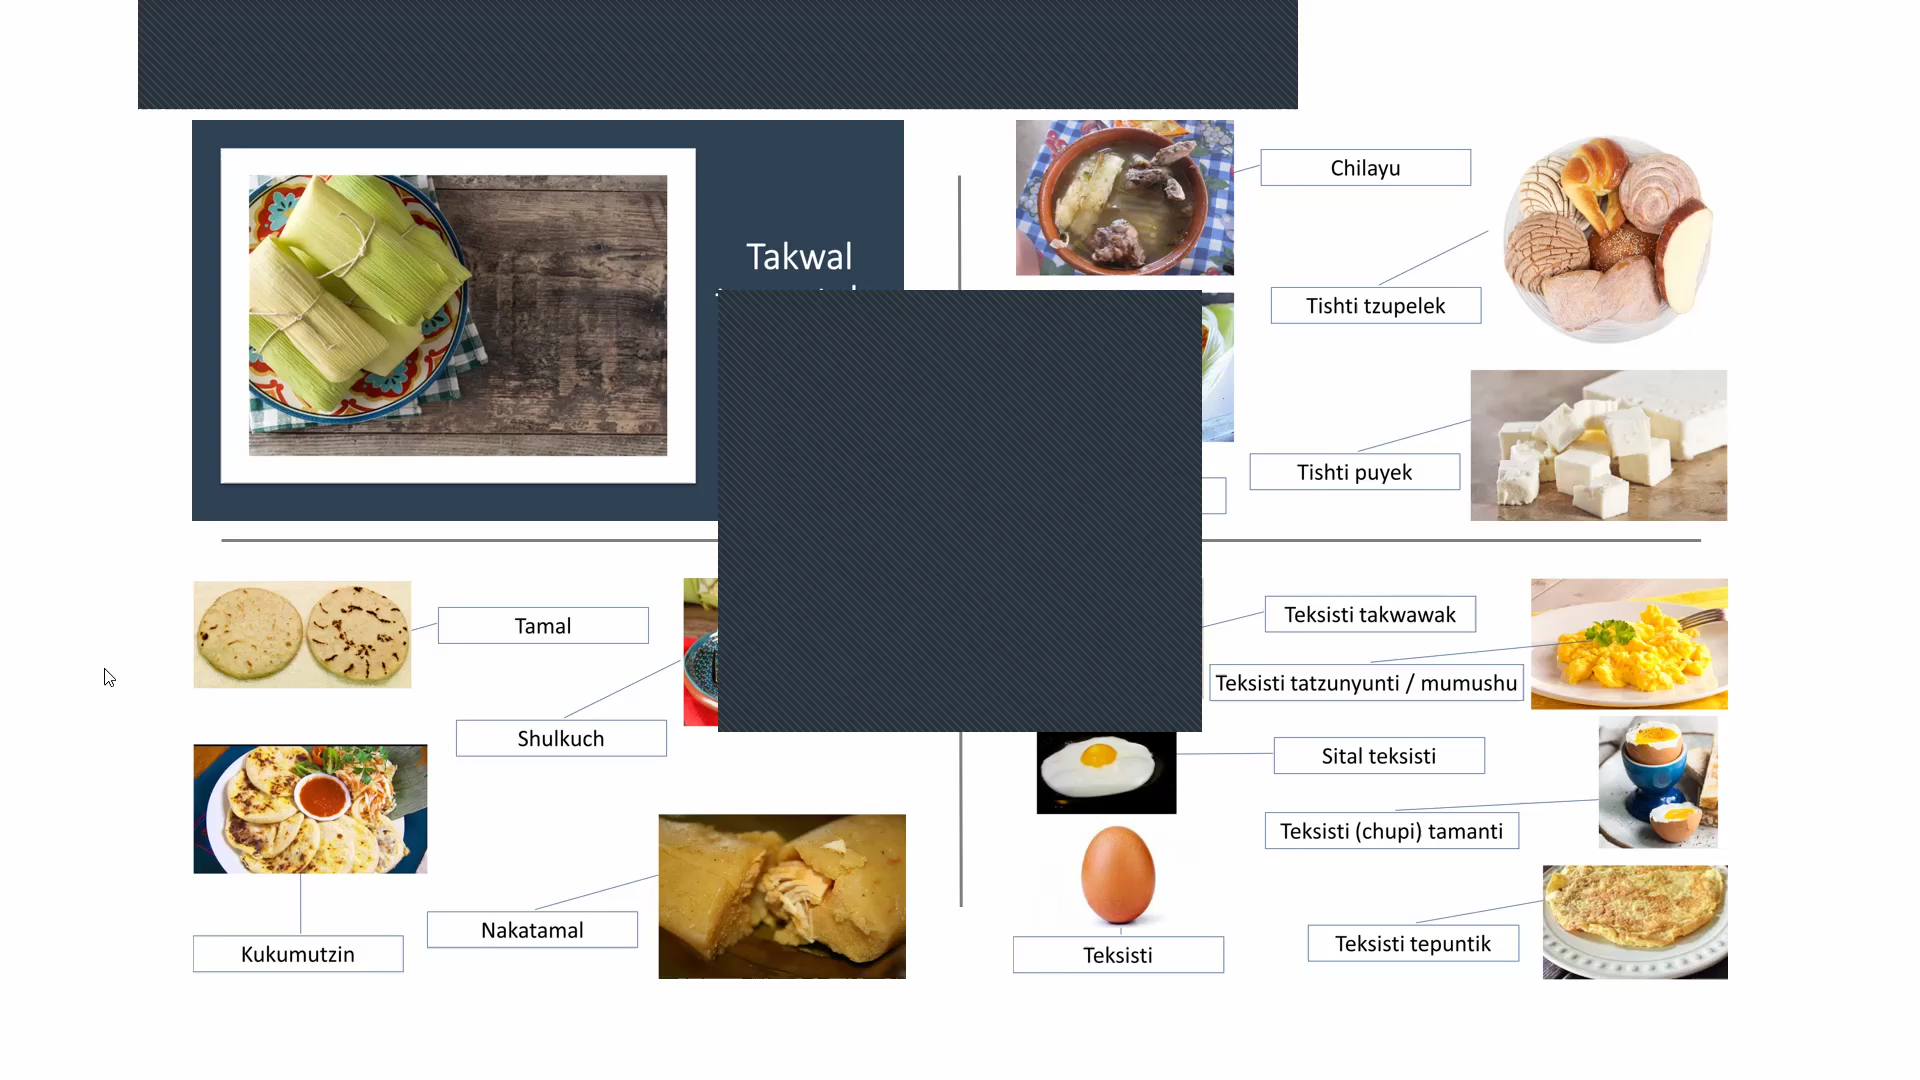 Takwal
Chilayu
Tishti tzupelek
Tishti puyek
Tamal
Shulkuch
Kukumutzin
Nakatamal
Teksisti takwawak
Teksisti tatzunyunti / mumushu
Sital teksisti
Teksisti (chupi) tamanti
Teksisti
Teksisti tepuntik